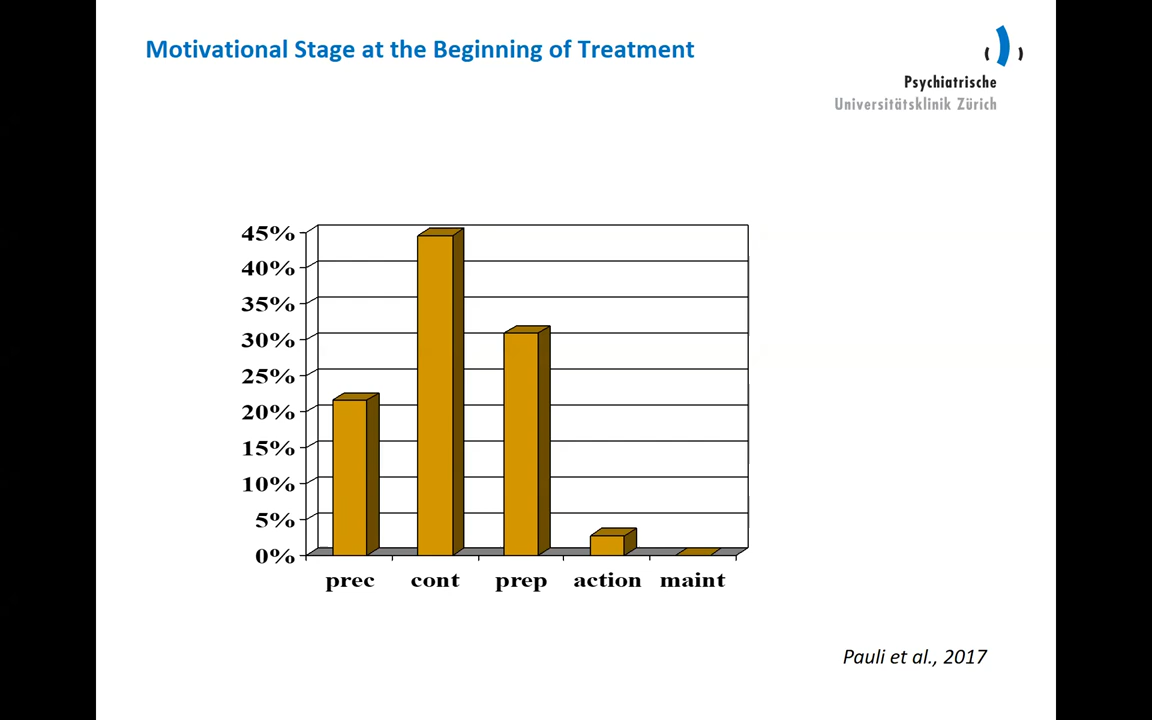 Motivational Stage at the Beginning of Treatment
Psychiatrische
Universitätsklinik Zürich
45%
40%
35%
30%
25%
20%
15%
10%
5%
0%
prec cont prep action maint
Pauli et al., 2017